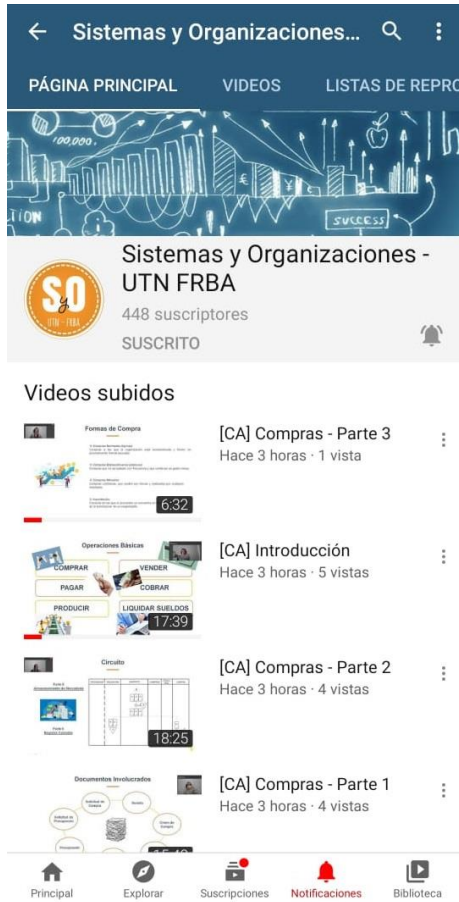 Sistemas y Organizaciones...
PÁGINA PRINCIPAL VIDEOS LISTAS DE REPRO
100,000.
TION
SUCCESS
SyO
UTN - FRBA
Sistemas y Organizaciones -
UTN FRBA
448 suscriptores
SUSCRITO
Videos subidos
Formas de Compra
6:32
[CA] Compras - Parte 3
Hace 3 horas · 1 vista
Operaciones Básicas
COMPRAR VENDER
PAGAR COBRAR
PRODUCIR LIQUIDAR SUELDOS
17:39
[CA] Introducción
Hace 3 horas · 5 vistas
Circuito
18:25
[CA] Compras - Parte 2
Hace 3 horas · 4 vistas
Documentos Involucrados
[CA] Compras - Parte 1
Hace 3 horas · 4 vistas
Principal Explorar Suscripciones Notificaciones Biblioteca